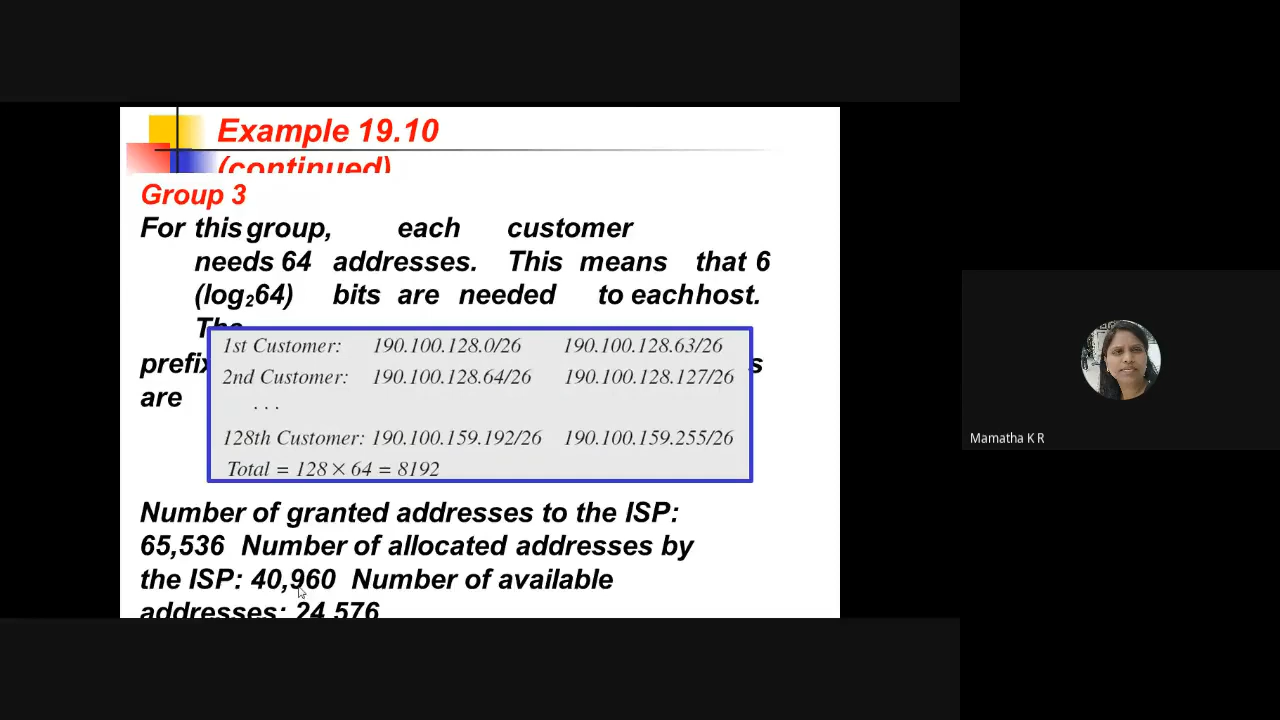 Example 19.10
(continued)
Group 3
For this group, each customer
needs 64 addresses. This means that 6
(log₂64) bits are needed to eachhost.
The
1st Customer: 190.100.128.0/26 190.100.128.63/26
prefix
2nd Customer: 190.100.128.64/26 190.100.128.127/26
are
. . .
128th Customer: 190.100.159.192/26 190.100.159.255/26
Total = 128 × 64 = 8192
Number of granted addresses to the ISP:
65,536 Number of allocated addresses by
the ISP: 40,960 Number of available
addresses: 24,576
Mamatha K R